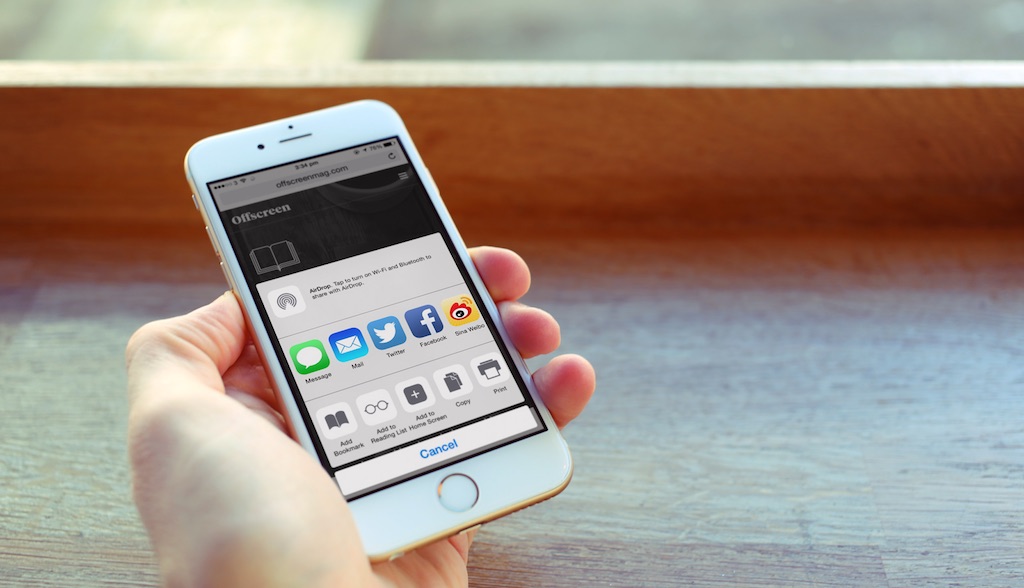 3:34 pm
75%
offscreenmag.com
Offscreen
AirDrop. Tap to turn on Wi-Fi and Bluetooth to
share with AirDrop.
Message
Mail
Twitter
Facebook
Sina Weibo
Add
Bookmark
Add to
Reading List
Add to
Home Screen
Copy
Print
Cancel